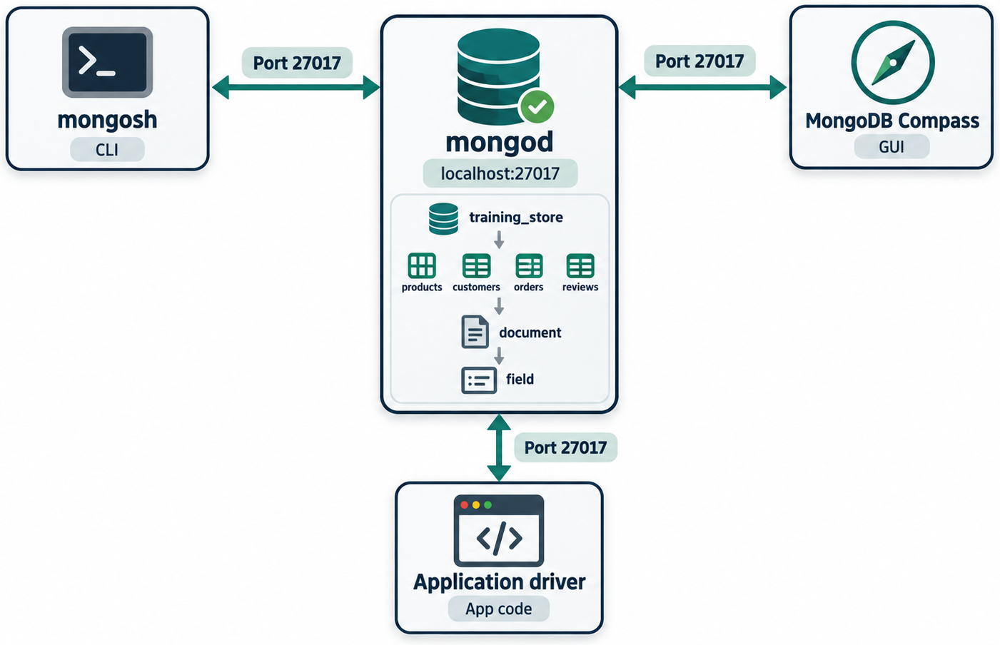 mongosh
CLI
Port 27017
mongod
localhost:27017
training_store
products customers orders reviews
document
field
Port 27017
MongoDB Compass
GUI
Port 27017
Application driver
App code